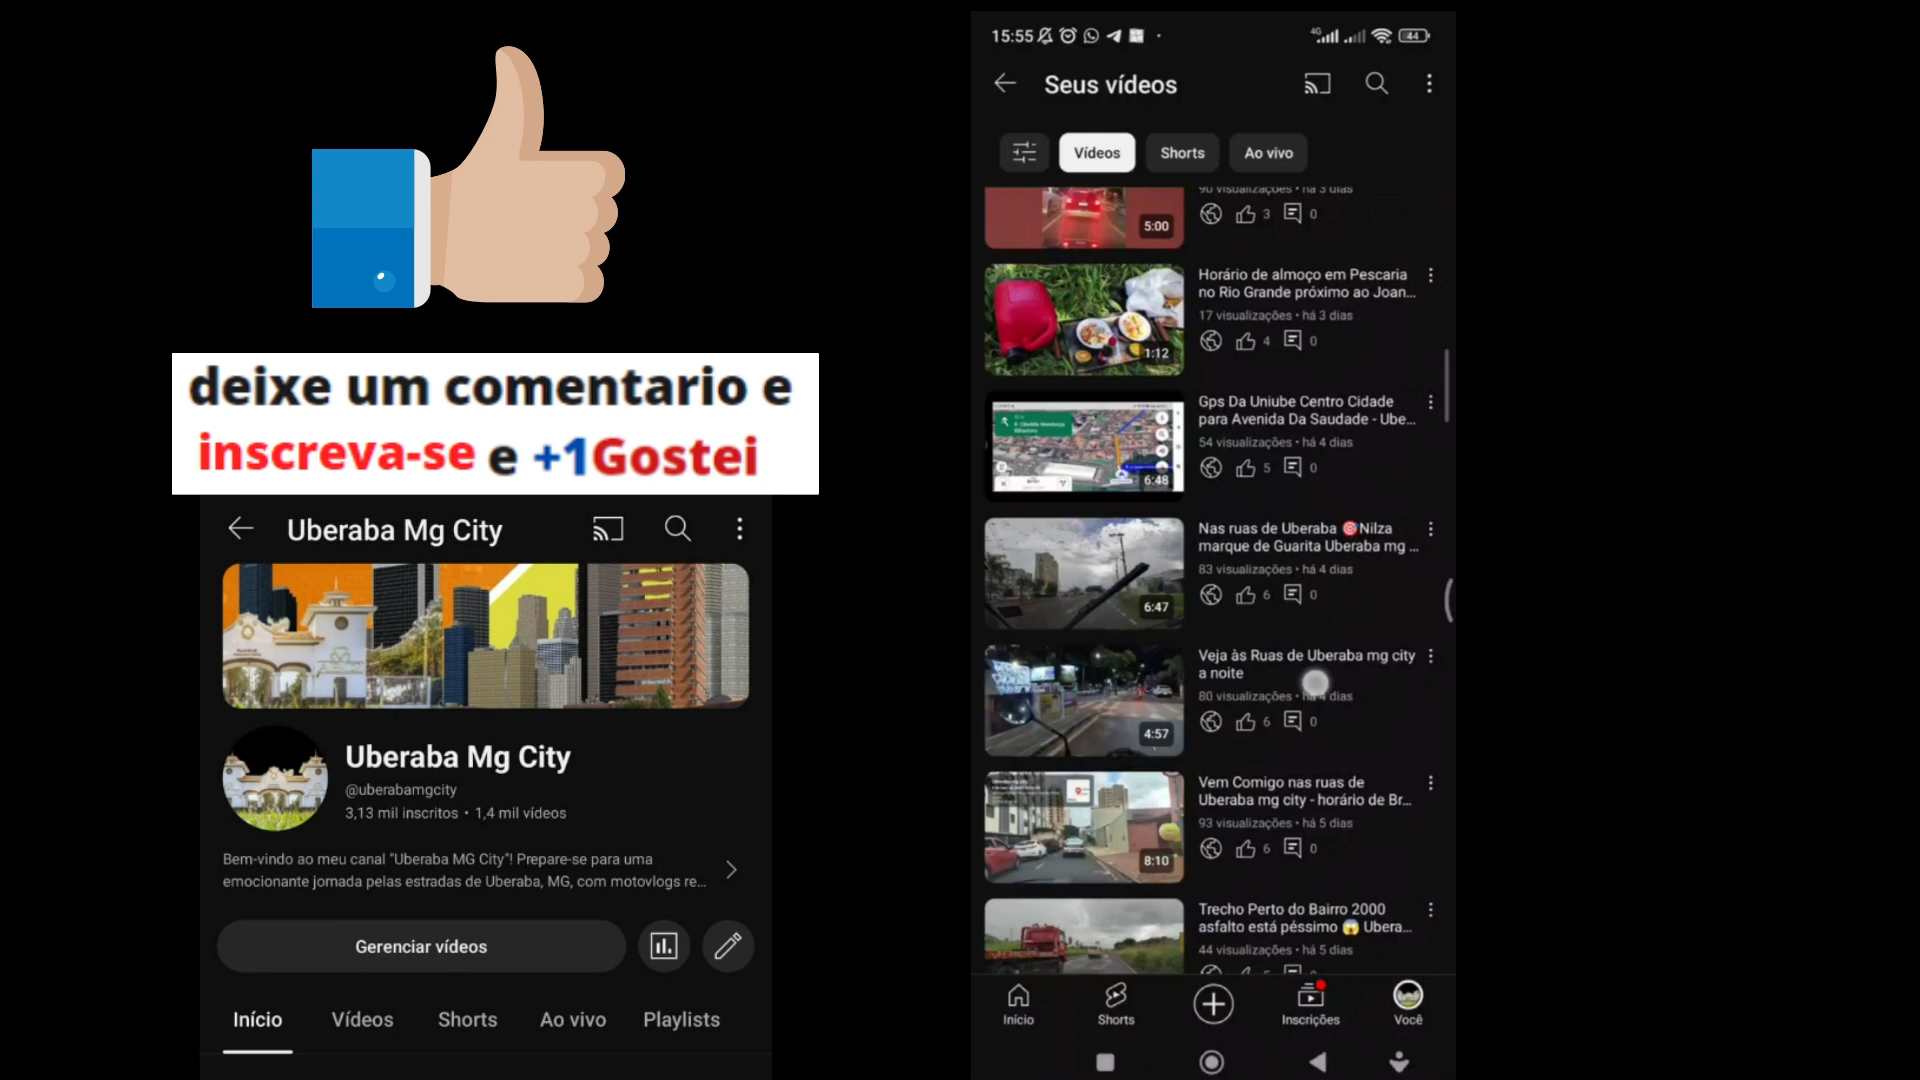 deixe um comentario e
inscreva-se e +1Gostei
Uberaba Mg City
Uberaba Mg City
@uberabamgcity
3,13 mil inscritos • 1,4 mil vídeos
Bem-vindo ao meu canal "Uberaba MG City"! Prepare-se para uma
emocionante jornada pelas estradas de Uberaba, MG, com motovlogs re...
Gerenciar vídeos
Início Vídeos Shorts Ao vivo Playlists
15:55
4G 44
Seus vídeos
Vídeos Shorts Ao vivo
90 visualizações • há 3 dias
3 0
5:00
Horário de almoço em Pescaria
no Rio Grande próximo ao Joan...
17 visualizações • há 3 dias
4 0
1:12
Gps Da Uniube Centro Cidade
para Avenida Da Saudade - Ube...
54 visualizações • há 4 dias
5 0
6:48
Nas ruas de Uberaba 🎯Nilza
marque de Guarita Uberaba mg ...
83 visualizações • há 4 dias
6 0
6:47
Veja às Ruas de Uberaba mg city
a noite
80 visualizações • há 4 dias
6 0
4:57
Vem Comigo nas ruas de
Uberaba mg city - horário de Br...
93 visualizações • há 5 dias
6 0
8:10
Trecho Perto do Bairro 2000
asfalto está péssimo 😱 Ubera...
44 visualizações • há 5 dias
Início Shorts Inscrições Você